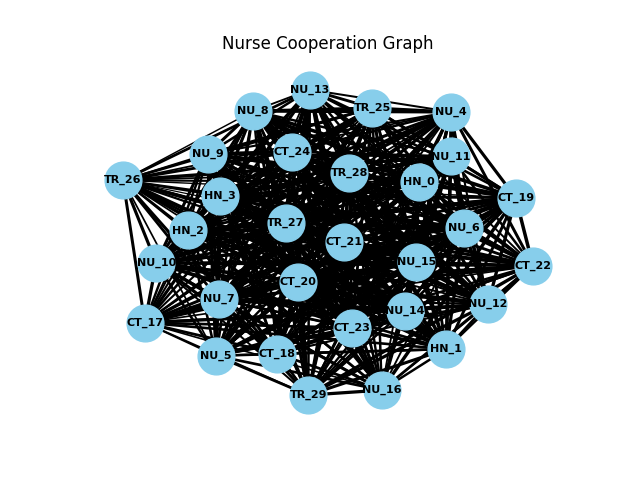 Nurse Cooperation Graph
NU_13
NU_8
TR_25
NU_4
NU_9
CT_24
NU_11
TR_28
TR_26
HN_0
HN_3
CT_19
TR_27
HN_2
NU_6
CT_21
NU_10
NU_15
CT_22
CT_20
NU_7
NU_12
NU_14
CT_17
CT_23
HN_1
NU_5
CT_18
TR_29
NU_16